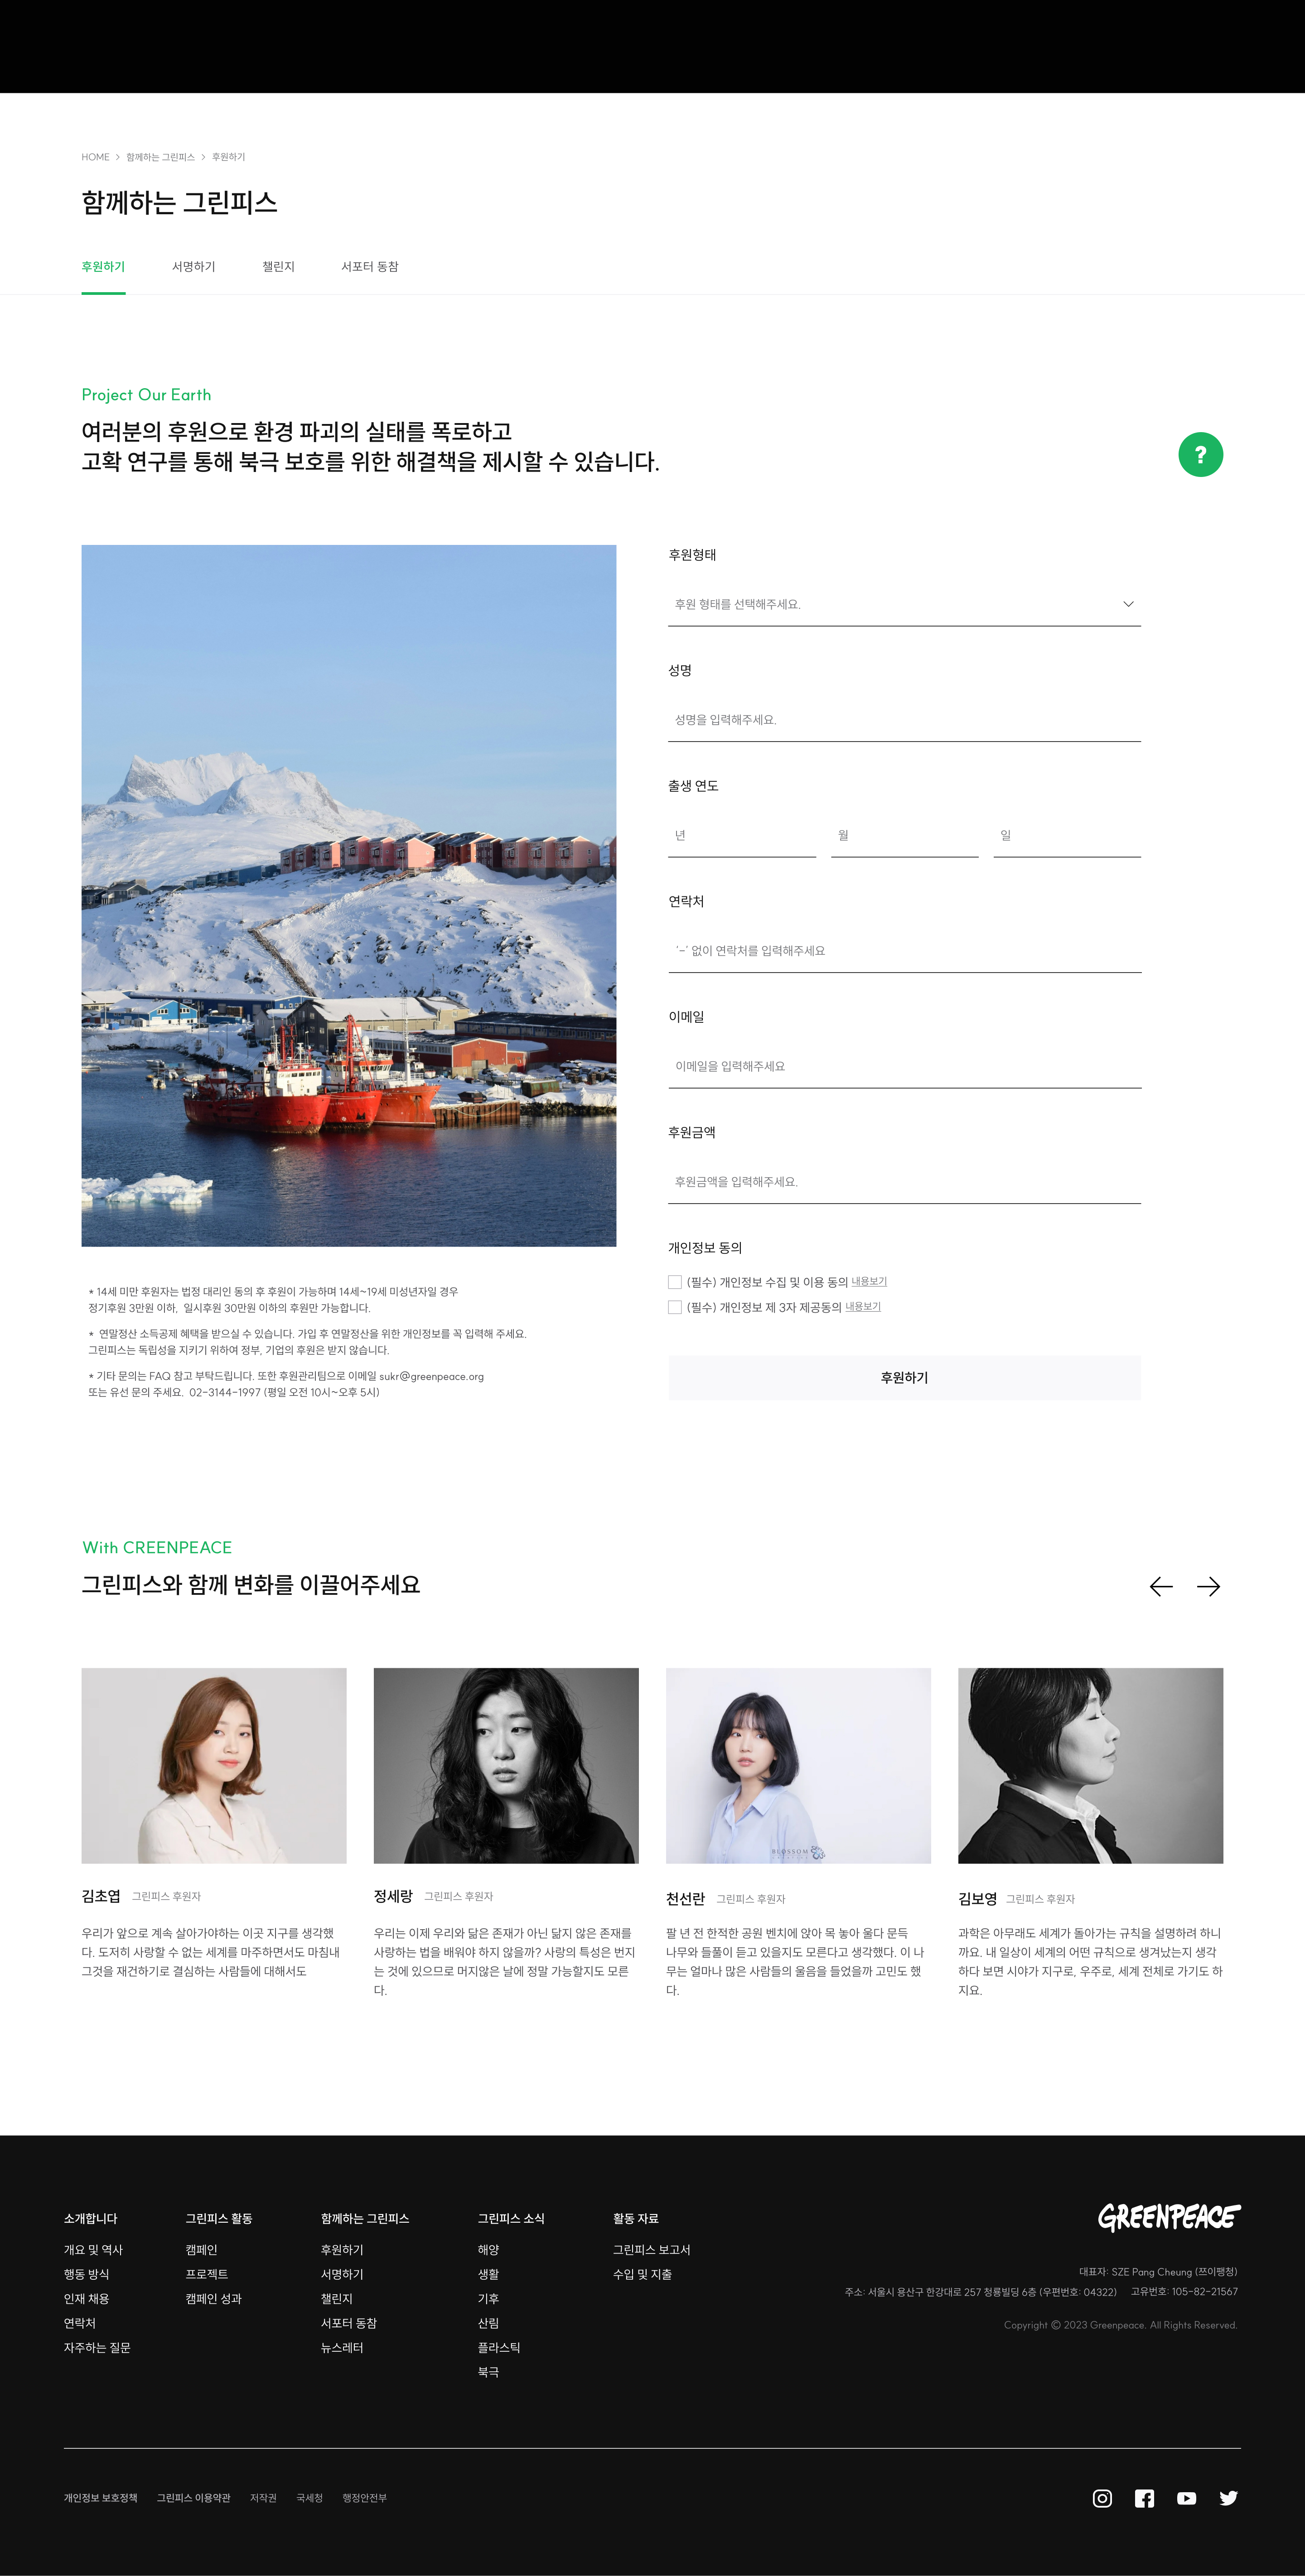 HOME > 함께하는 그린피스 > 후원하기
함께하는 그린피스
후원하기 서명하기 챌린지 서포터 동참
Project Our Earth
여러분의 후원으로 환경 파괴의 실태를 폭로하고
고확 연구를 통해 북극 보호를 위한 해결책을 제시할 수 있습니다.
?
후원형태
후원 형태를 선택해주세요.
성명
성명을 입력해주세요.
출생 연도
년 월 일
연락처
'-' 없이 연락처를 입력해주세요
이메일
이메일을 입력해주세요
후원금액
후원금액을 입력해주세요.
개인정보 동의
(필수) 개인정보 수집 및 이용 동의 내용보기
(필수) 개인정보 제 3자 제공동의 내용보기
후원하기
* 14세 미만 후원자는 법정 대리인 동의 후 후원이 가능하며 14세~19세 미성년자일 경우
정기후원 3만원 이하, 일시후원 30만원 이하의 후원만 가능합니다.
* 연말정산 소득공제 혜택을 받으실 수 있습니다. 가입 후 연말정산을 위한 개인정보를 꼭 입력해 주세요.
그린피스는 독립성을 지키기 위하여 정부, 기업의 후원은 받지 않습니다.
* 기타 문의는 FAQ 참고 부탁드립니다. 또한 후원관리팀으로 이메일 sukr@greenpeace.org
또는 유선 문의 주세요. 02-3144-1997 (평일 오전 10시~오후 5시)
With CREENPEACE
그린피스와 함께 변화를 이끌어주세요
BLOSSOM
김초엽 그린피스 후원자
우리가 앞으로 계속 살아가야하는 이곳 지구를 생각했
다. 도저히 사랑할 수 없는 세계를 마주하면서도 마침내
그것을 재건하기로 결심하는 사람들에 대해서도
정세랑 그린피스 후원자
우리는 이제 우리와 닮은 존재가 아닌 닮지 않은 존재를
사랑하는 법을 배워야 하지 않을까? 사랑의 특성은 번지
는 것에 있으므로 머지않은 날에 정말 가능할지도 모른
다.
천선란 그린피스 후원자
팔 년 전 한적한 공원 벤치에 앉아 목 놓아 울다 문득
나무와 들풀이 듣고 있을지도 모른다고 생각했다. 이 나
무는 얼마나 많은 사람들의 울음을 들었을까 고민도 했
다.
김보영 그린피스 후원자
과학은 아무래도 세계가 돌아가는 규칙을 설명하려 하니
까요. 내 일상이 세계의 어떤 규칙으로 생겨났는지 생각
하다 보면 시야가 지구로, 우주로, 세계 전체로 가기도 하
지요.
소개합니다
개요 및 역사
행동 방식
인재 채용
연락처
자주하는 질문
그린피스 활동
캠페인
프로젝트
캠페인 성과
함께하는 그린피스
후원하기
서명하기
챌린지
서포터 동참
뉴스레터
그린피스 소식
해양
생활
기후
산림
플라스틱
북극
활동 자료
그린피스 보고서
수입 및 지출
GREENPEACE
대표자: SZE Pang Cheung (쯔이팽청)
주소: 서울시 용산구 한강대로 257 청룡빌딩 6층 (우편번호: 04322) 고유번호: 105-82-21567
Copyright © 2023 Greenpeace. All Rights Reserved.
개인정보 보호정책 그린피스 이용약관 저작권 국세청 행정안전부